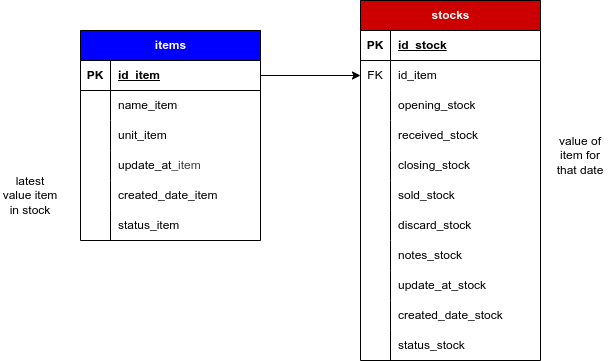 stocks
PK id_stock
FK id_item
opening_stock
received_stock
closing_stock
sold_stock
discard_stock
notes_stock
update_at_stock
created_date_stock
status_stock
items
PK id_item
name_item
unit_item
update_at_item
created_date_item
status_item
latest
value item
in stock
value of
item for
that date